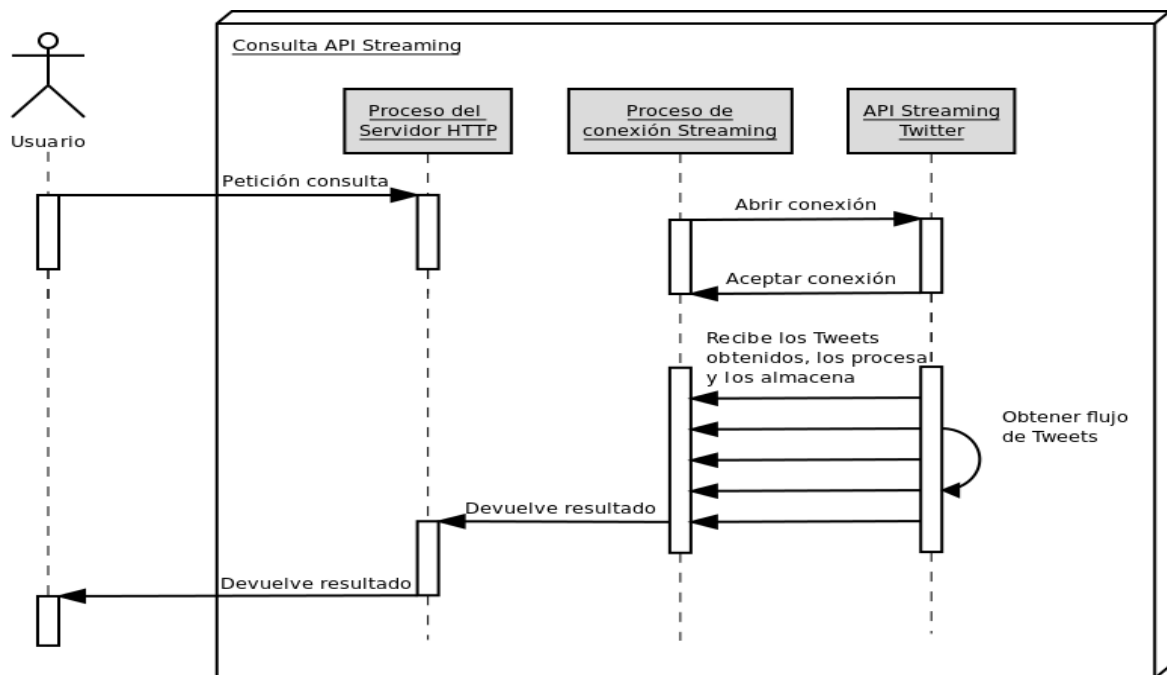 Consulta API Streaming
Usuario
Proceso del
Servidor HTTP
Proceso de
conexión Streaming
API Streaming
Twitter
Petición consulta
Abrir conexión
Aceptar conexión
Recibe los Tweets
obtenidos, los procesa
y los almacena
Obtener flujo
de Tweets
Devuelve resultado
Devuelve resultado